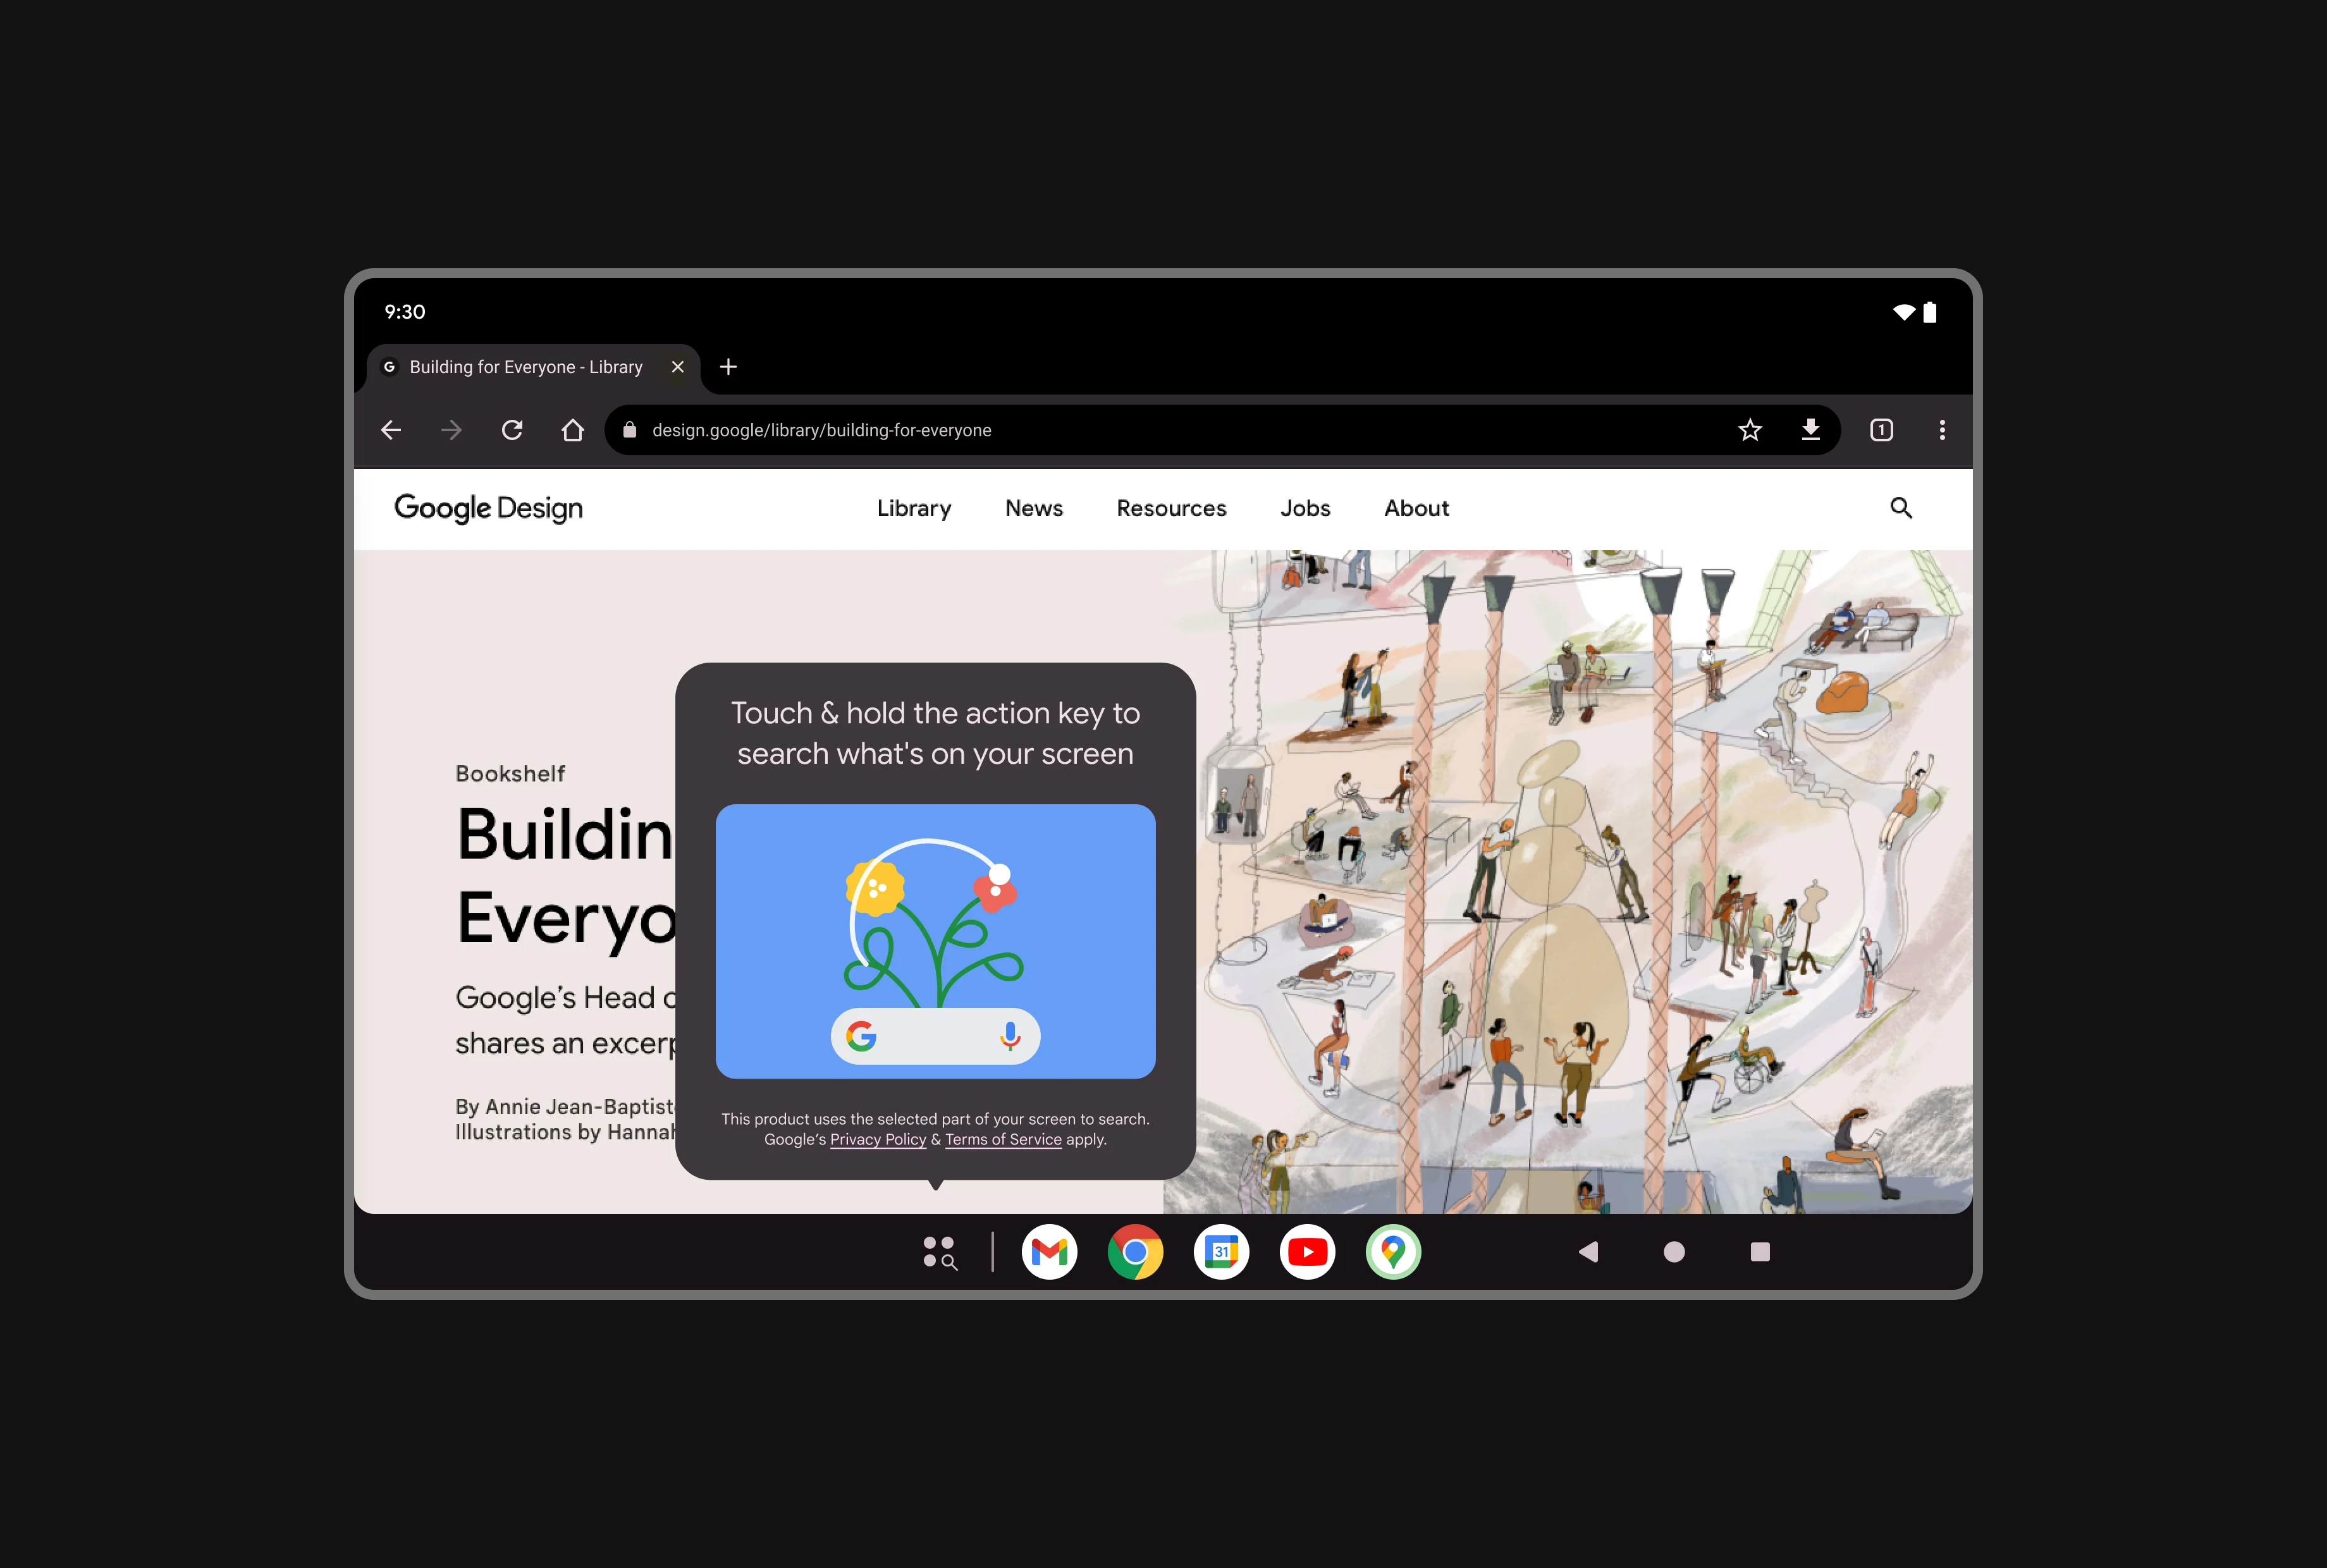 9:30
Building for Everyone - Library
design.google/library/building-for-everyone
1
Google Design
Library News Resources Jobs About
Bookshelf
Buildin
Everyo
Google’s Head
shares an excerp
By Annie Jean-Baptist
Illustrations by Hannah
Touch & hold the action key to
search what's on your screen
This product uses the selected part of your screen to search.
Google’s Privacy Policy & Terms of Service apply.
31